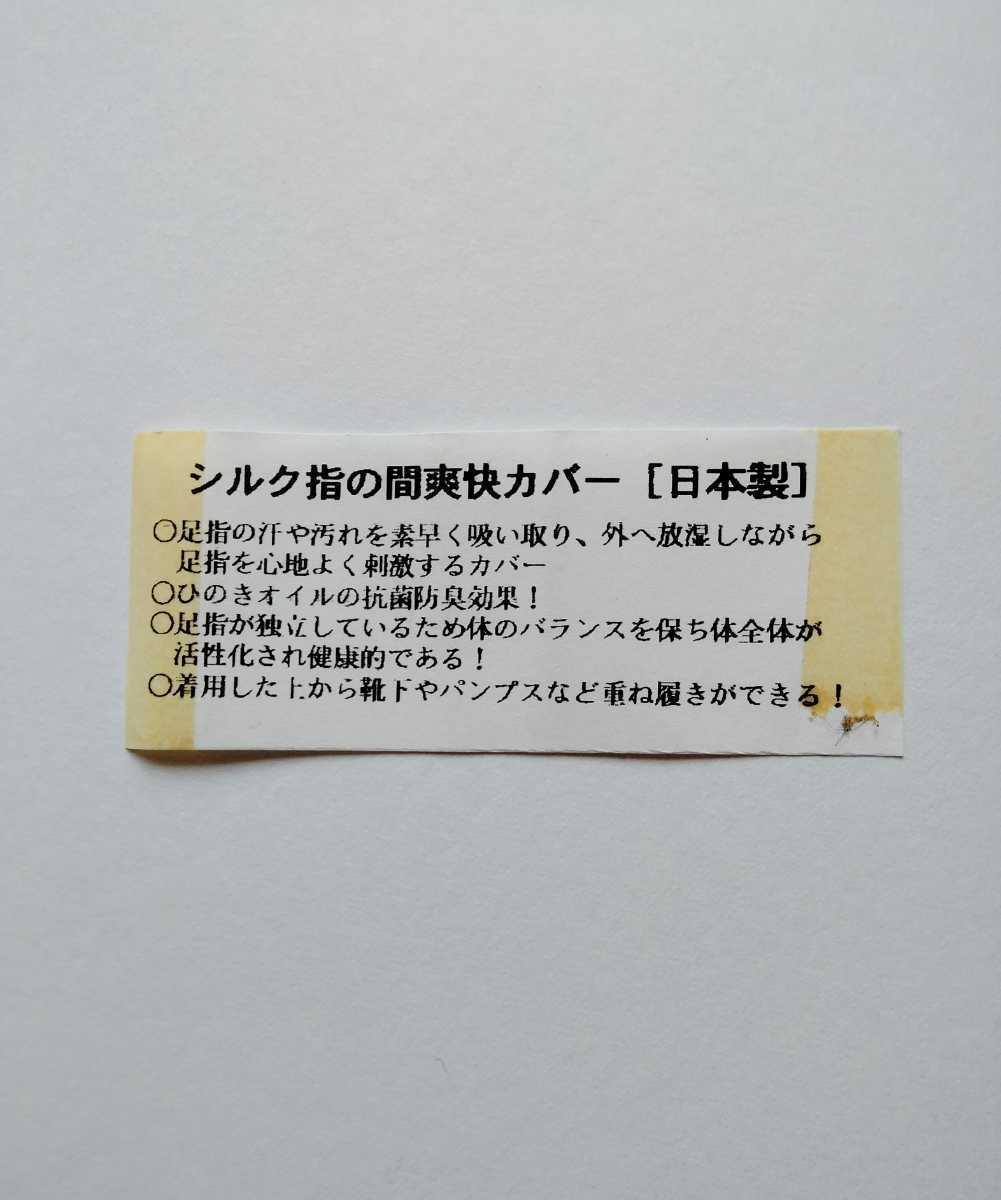 シルク指の間爽快カバー［日本製］
○足指の汗や汚れを素早く吸い取り、外へ放湿しながら
足指を心地よく刺激するカバー
○ひのきオイルの抗菌防臭効果！
○足指が独立しているため体のバランスを保ち体全体が
活性化され健康的である！
○着用した上から靴下やパンプスなど重ね履きができる！